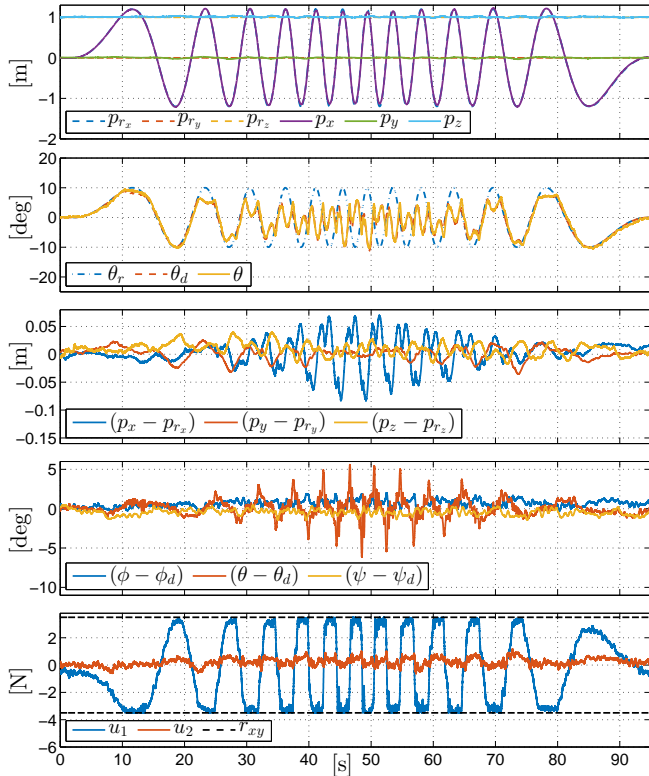 1
0
−1
−2
[m]
p_{r_x} p_{r_y} p_{r_z} p_x p_y p_z
20
10
0
−10
−20
[deg]
θ_r θ_d θ
0.05
0
−0.05
−0.1
−0.15
[m]
(p_x − p_{r_x}) (p_y − p_{r_y}) (p_z − p_{r_z})
5
0
−5
−10
[deg]
(ϕ − ϕ_d) (θ − θ_d) (ψ − ψ_d)
2
0
−2
−4
−6
[N]
u_1 u_2 r_{xy}
0 10 20 30 40 50 60 70 80 90
[s]